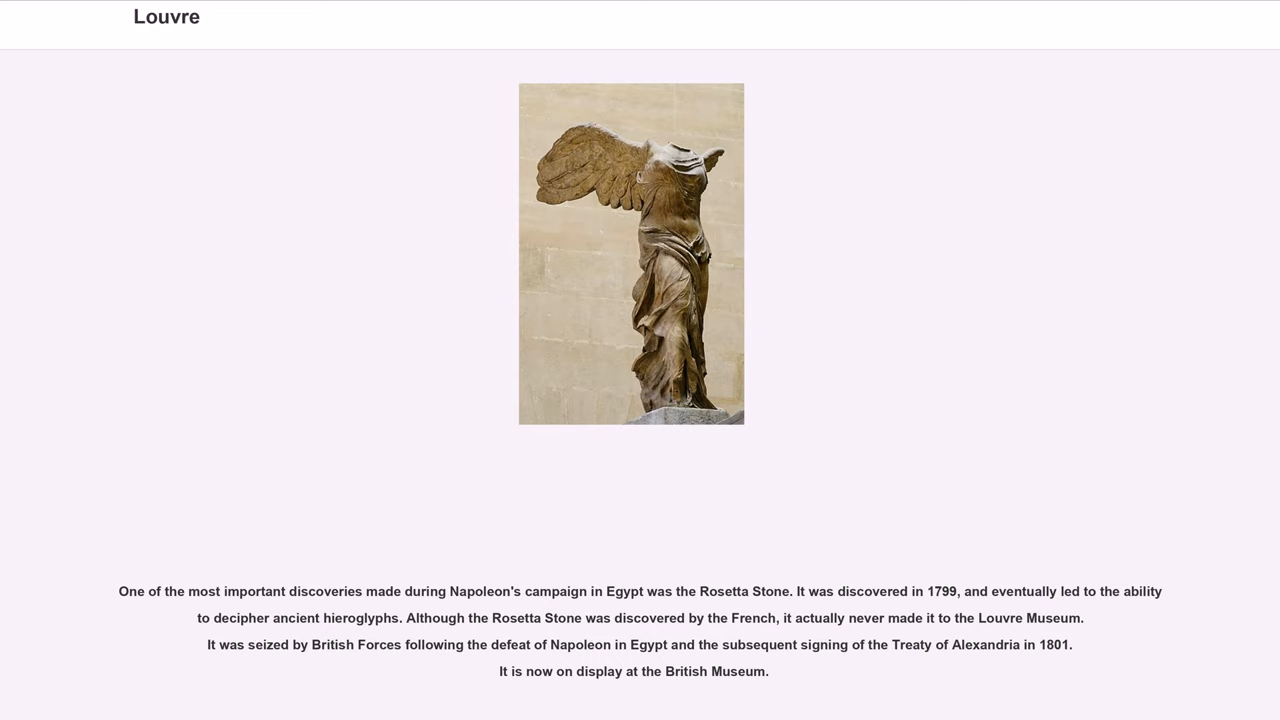 Louvre
One of the most important discoveries made during Napoleon's campaign in Egypt was the Rosetta Stone. It was discovered in 1799, and eventually led to the ability
to decipher ancient hieroglyphs. Although the Rosetta Stone was discovered by the French, it actually never made it to the Louvre Museum.
It was seized by British Forces following the defeat of Napoleon in Egypt and the subsequent signing of the Treaty of Alexandria in 1801.
It is now on display at the British Museum.